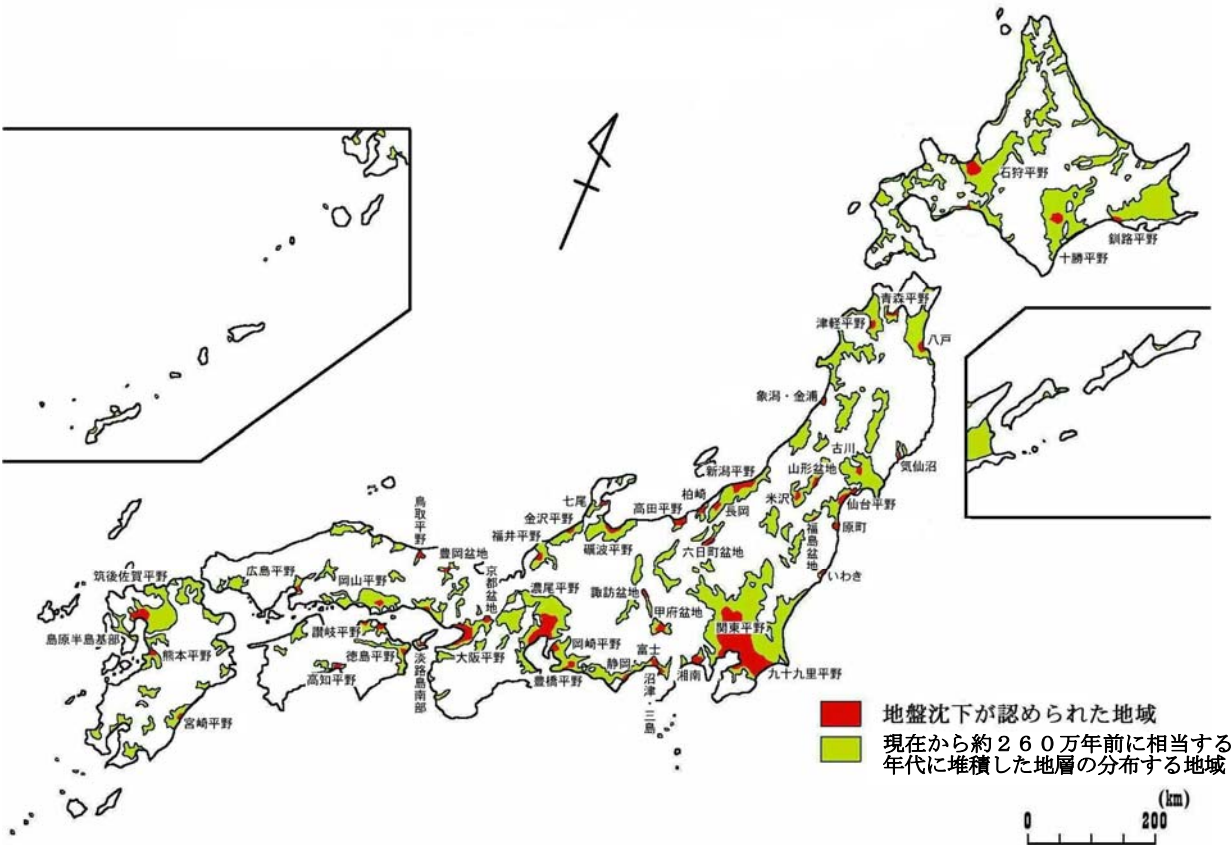 石狩平野
釧路平野
十勝平野
青森平野
津軽平野
八戸
象潟・金浦
古川
気仙沼
新潟平野
山形盆地
柏崎
米沢
仙台平野
七尾
高田平野
長岡
原町
金沢平野
福島盆地
鳥取平野
福井平野
礪波平野
六日町盆地
豊岡盆地
いわき
筑後佐賀平野
広島平野
岡山平野
京都盆地
濃尾平野
諏訪盆地
甲府盆地
関東平野
島原半島基部
讃岐平野
岡崎平野
熊本平野
徳島平野
大阪平野
富士
静岡
湘南
九十九里平野
高知平野
淡路島南部
豊橋平野
沼津・三島
宮崎平野
地盤沈下が認められた地域
現在から約２６０万年前に相当する
年代に堆積した地層の分布する地域
(km)
0 200